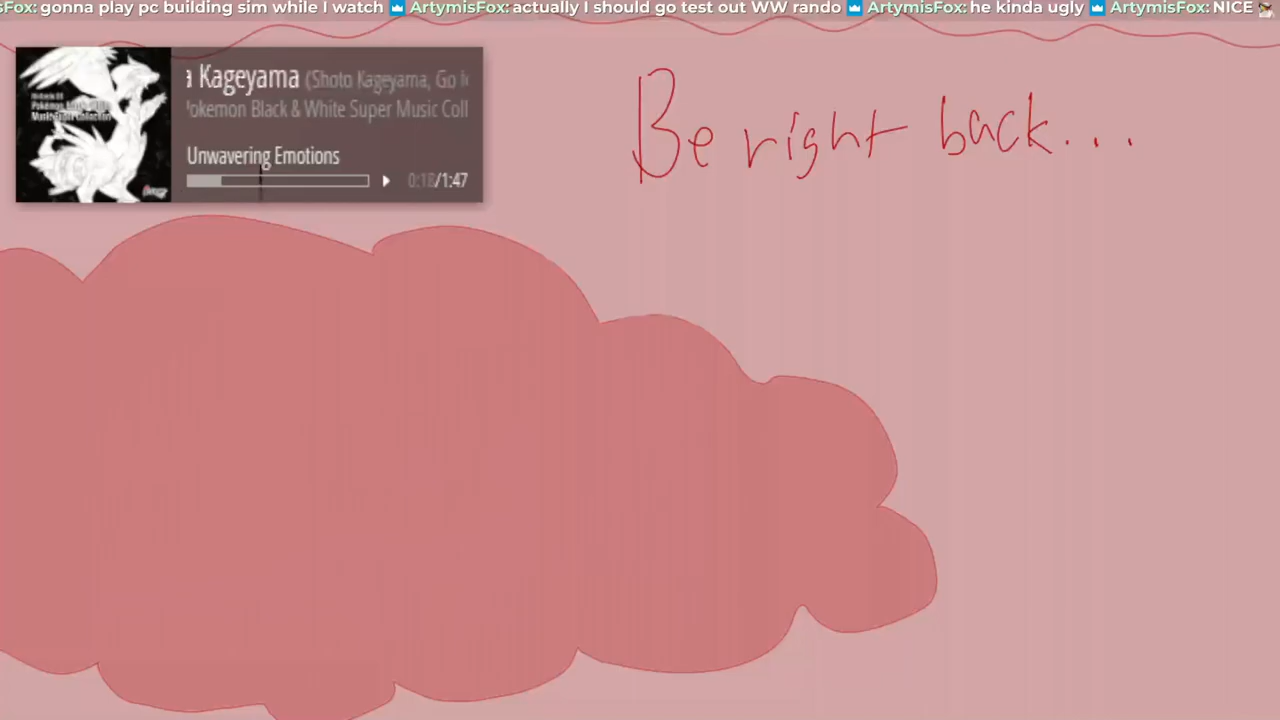 sFox: gonna play pc building sim while I watch ArtymisFox: actually I should go test out WW rando ArtymisFox: he kinda ugly ArtymisFox: NICE
a Kageyama (Shoto Kageyama, Go
Pokemon Black & White Super Music Coll
Unwavering Emotions
0:18/1:47
Be right back...